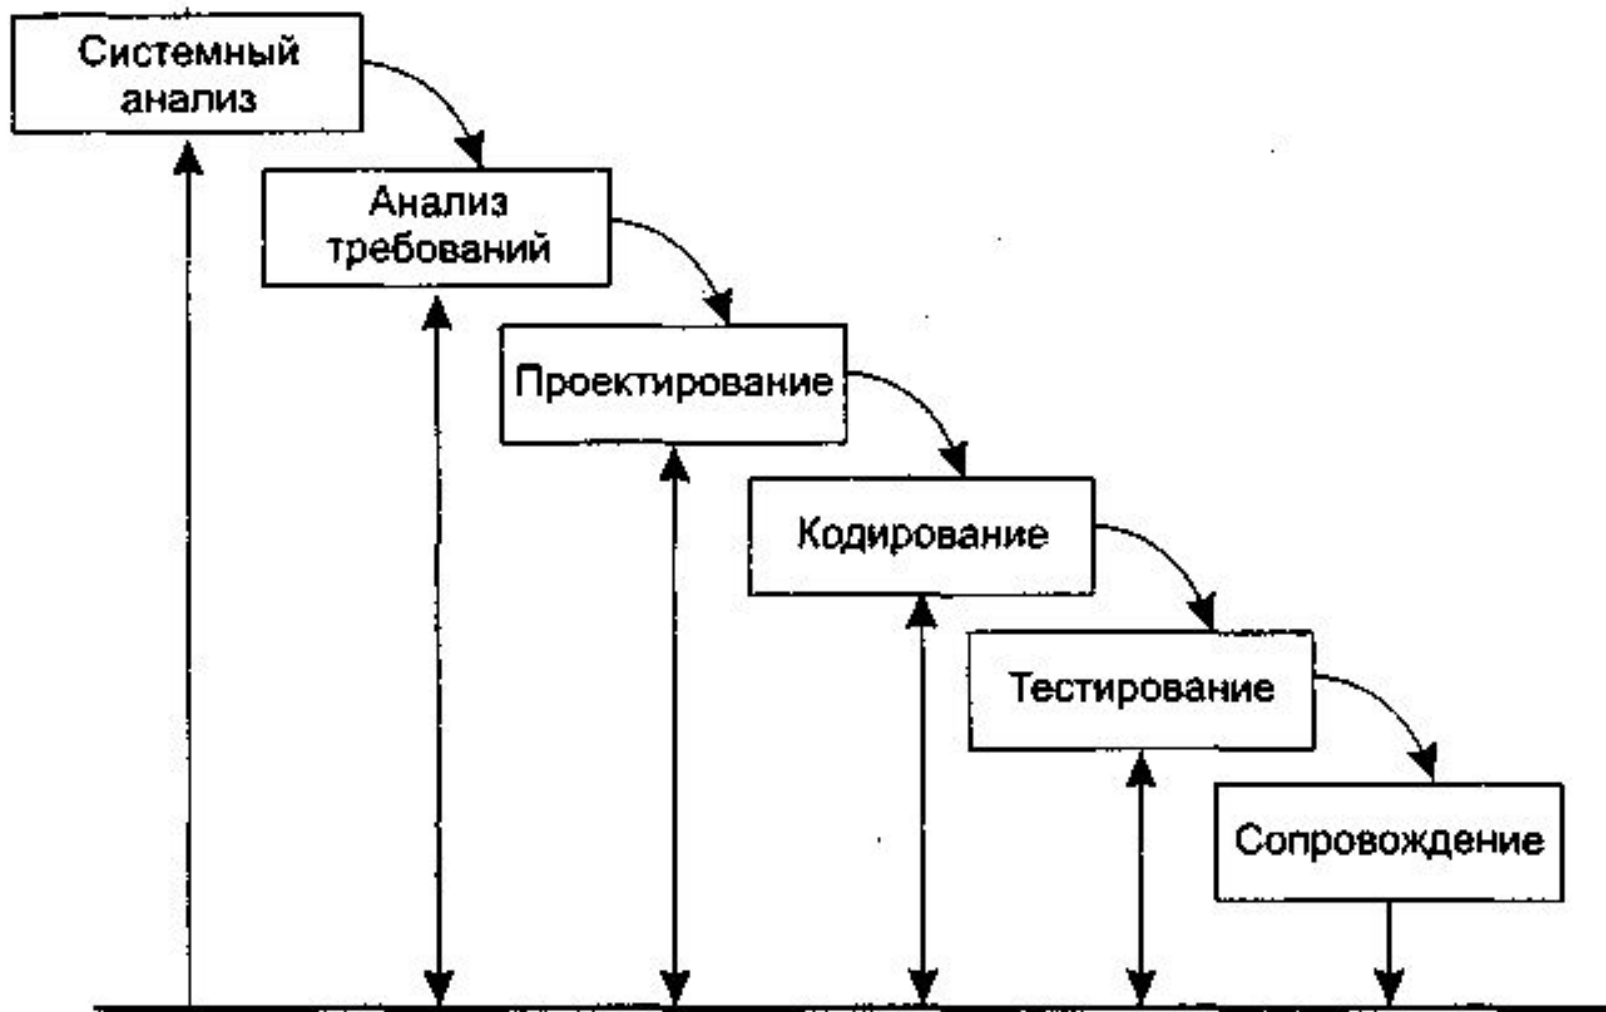 Системный
анализ
Анализ
требований
Проектирование
Кодирование
Тестирование
Сопровождение